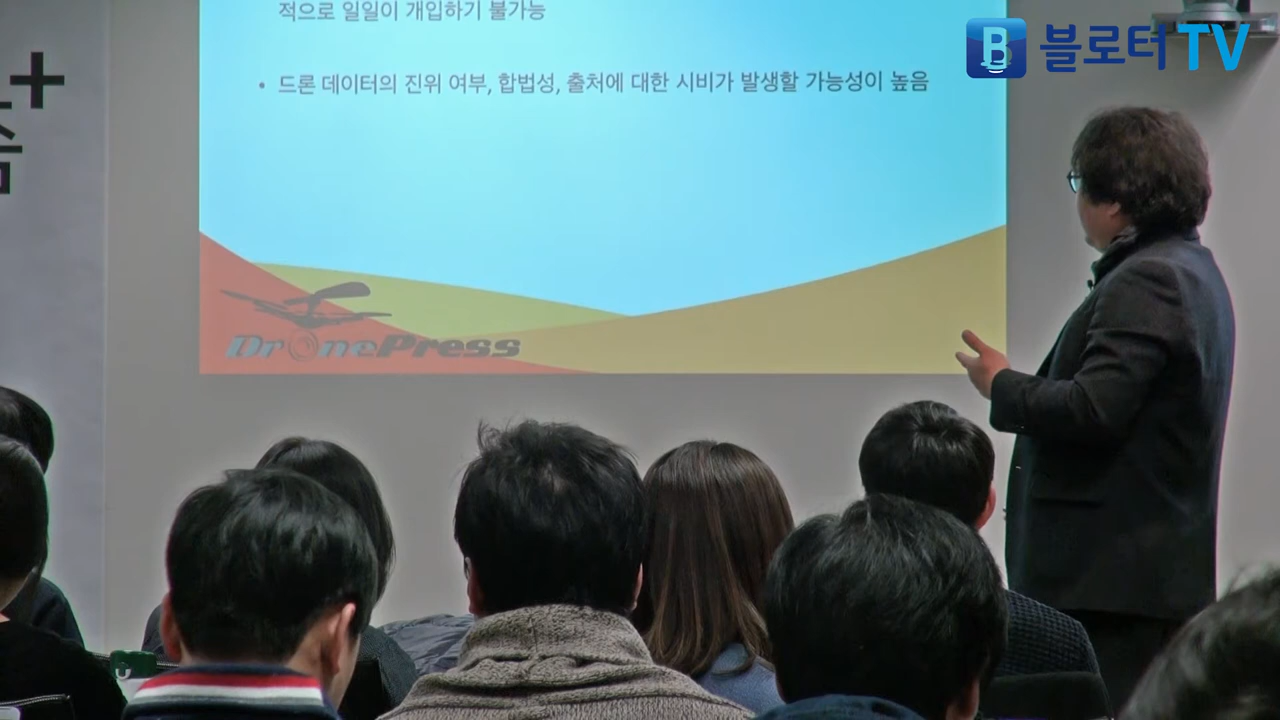 적으로 일일이 개입하기 불가능
B 블로터 TV
• 드론 데이터의 진위 여부, 합법성, 출처에 대한 시비가 발생할 가능성이 높음
DronePress